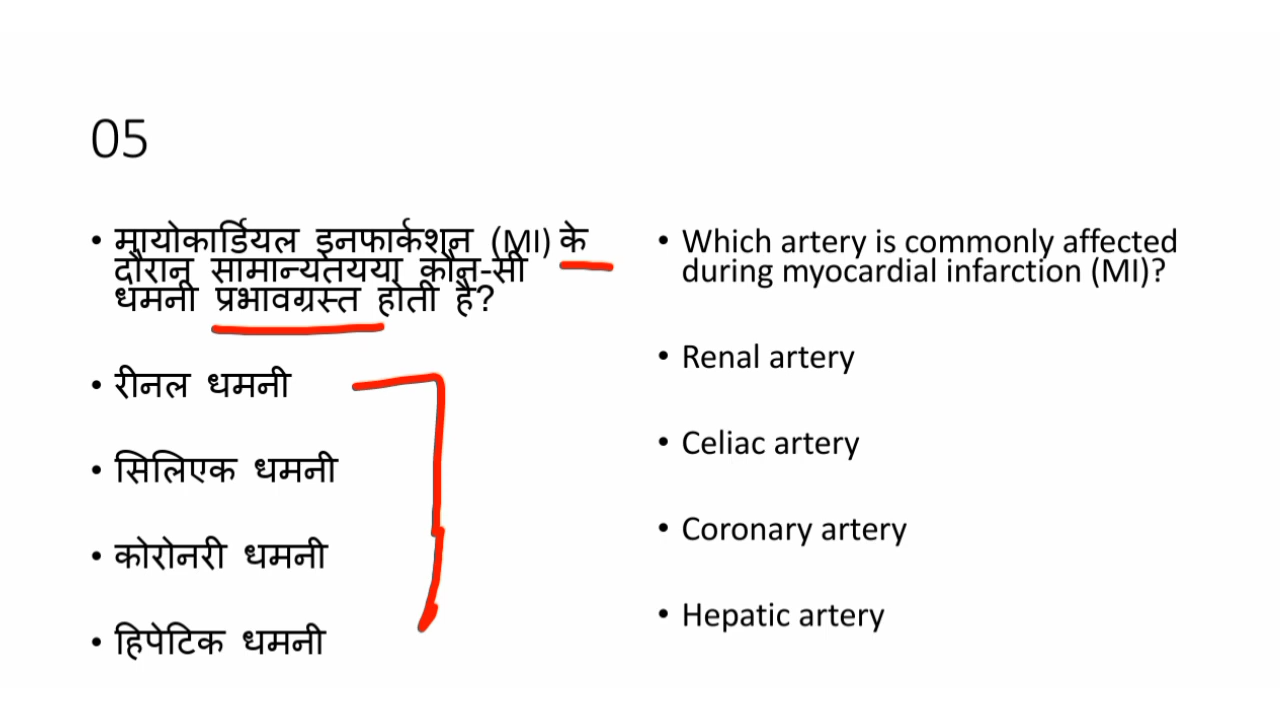 05
• मायोकार्डियल इनफार्कशन (MI) के
दौरान सामान्यतयया कौन-सी
धमनी प्रभावग्रस्त होती है?
• रीनल धमनी
• सिलिएक धमनी
• कोरोनरी धमनी
• हिपेटिक धमनी
• Which artery is commonly affected
during myocardial infarction (MI)?
• Renal artery
• Celiac artery
• Coronary artery
• Hepatic artery